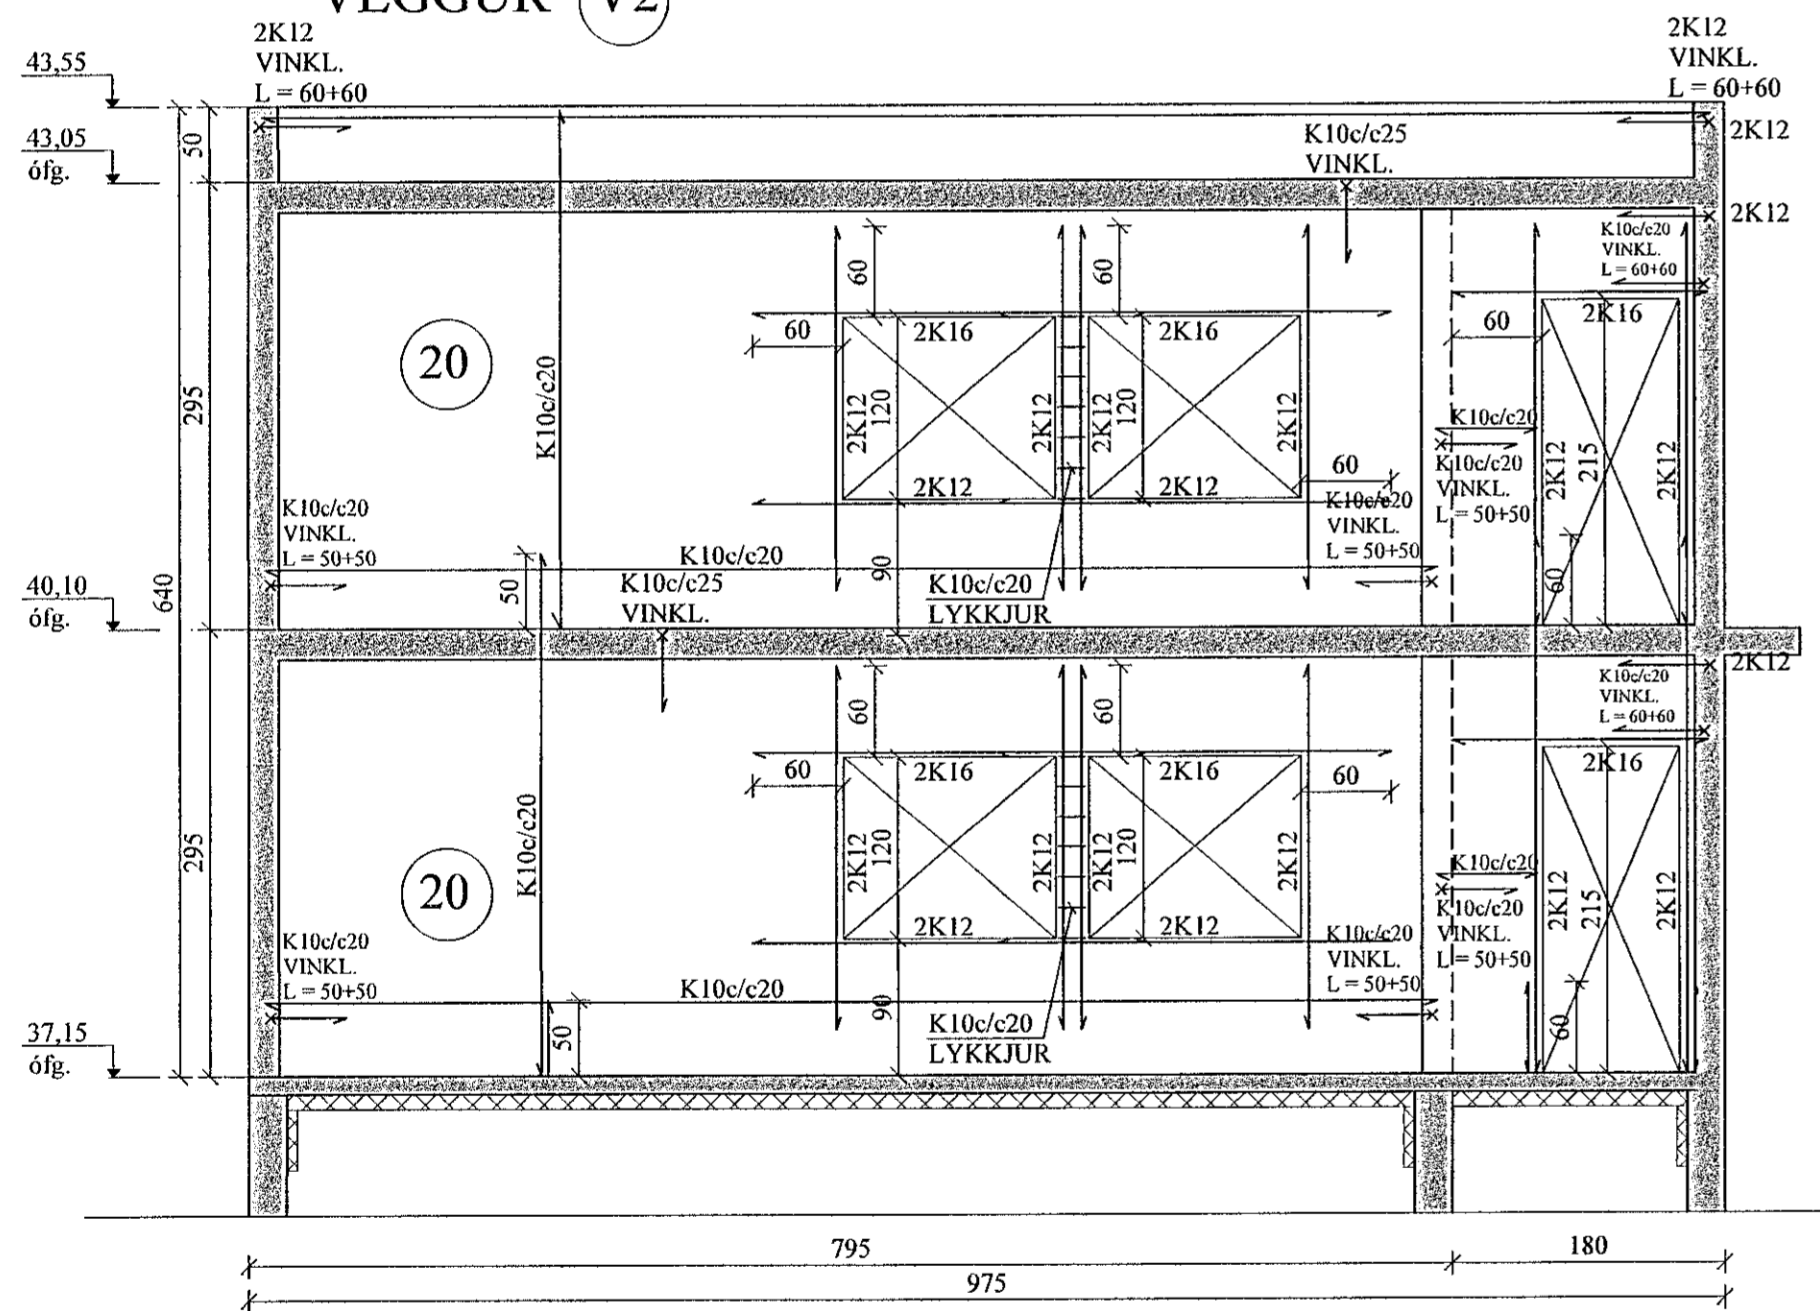 VEGGUR V2
2K12
VINKL.
L = 60+60
2K12
VINKL.
L = 60+60
43,55
43,05
ófg.
50
K10c/c25
VINKL.
2K12
2K12
K10c/c20
VINKL.
L = 60+60
60
60
60
2K16
2K16
60
2K16
20
295
K10c/c20
2K12
120
2K12
2K12
120
2K12
K10c/c20
K10c/c20
VINKL.
L = 50+50
2K12
215
2K12
60
2K12
2K12
K10c/c20
VINKL.
L = 50+50
K10c/c20
VINKL.
L = 50+50
K10c/c20
50
90
60
K10c/c25
VINKL.
K10c/c20
LYKKJUR
40,10
ófg.
640
2K12
K10c/c20
VINKL.
L = 60+60
60
60
60
2K16
2K16
60
2K16
295
K10c/c20
20
2K12
120
2K12
2K12
120
2K12
K10c/c20
K10c/c20
VINKL.
L = 50+50
2K12
215
2K12
2K12
2K12
K10c/c20
VINKL.
L = 50+50
K10c/c20
VINKL.
L = 50+50
K10c/c20
50
90
60
K10c/c20
LYKKJUR
37,15
ófg.
795
180
975